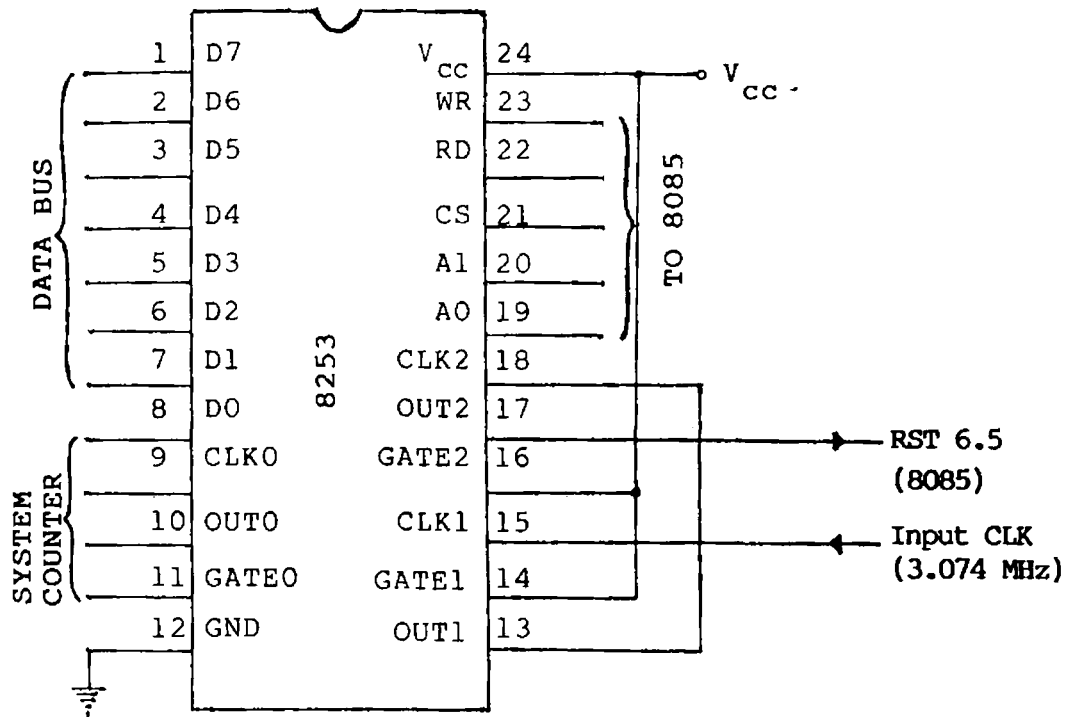 1 D7
2 D6
3 D5
4 D4
5 D3
6 D2
7 D1
8 D0
9 CLK0
10 OUT0
11 GATE0
12 GND
DATA BUS
SYSTEM
COUNTER
8253
Vcc 24
WR 23
RD 22
CS 21
A1 20
A0 19
CLK2 18
OUT2 17
GATE2 16
CLK1 15
GATE1 14
OUT1 13
Vcc
TO 8085
RST 6.5
(8085)
Input CLK
(3.074 MHz)